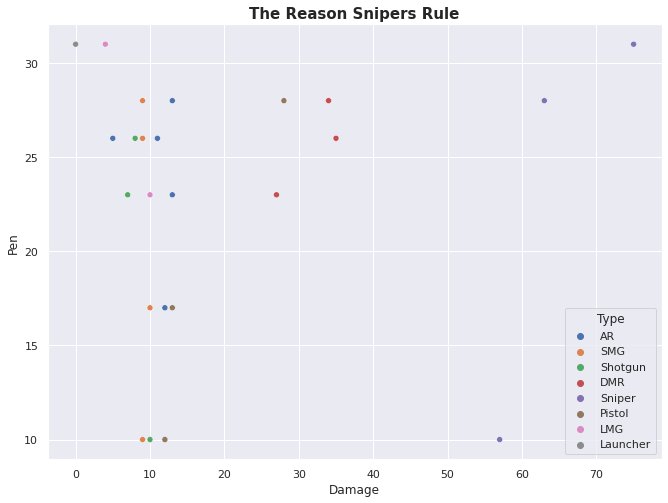 The Reason Snipers Rule
30
25
20
15
10
Pen
0 10 20 30 40 50 60 70
Damage
Type
AR
SMG
Shotgun
DMR
Sniper
Pistol
LMG
Launcher